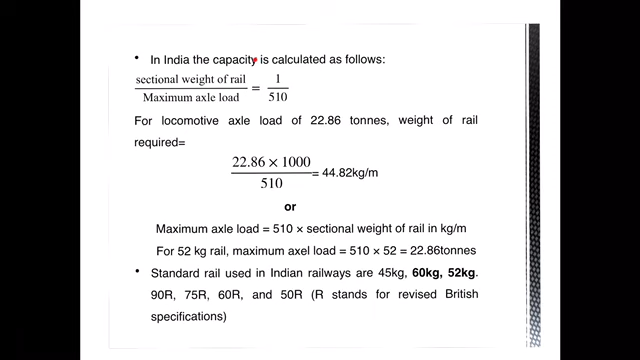 • In India the capacity is calculated as follows:
sectional weight of rail / Maximum axle load = 1 / 510
For locomotive axle load of 22.86 tonnes, weight of rail
required=
22.86 × 1000 / 510 = 44.82kg/m
or
Maximum axle load = 510 × sectional weight of rail in kg/m
For 52 kg rail, maximum axel load = 510 × 52 = 22.86tonnes
• Standard rail used in Indian railways are 45kg, 60kg, 52kg.
90R, 75R, 60R, and 50R (R stands for revised British
specifications)